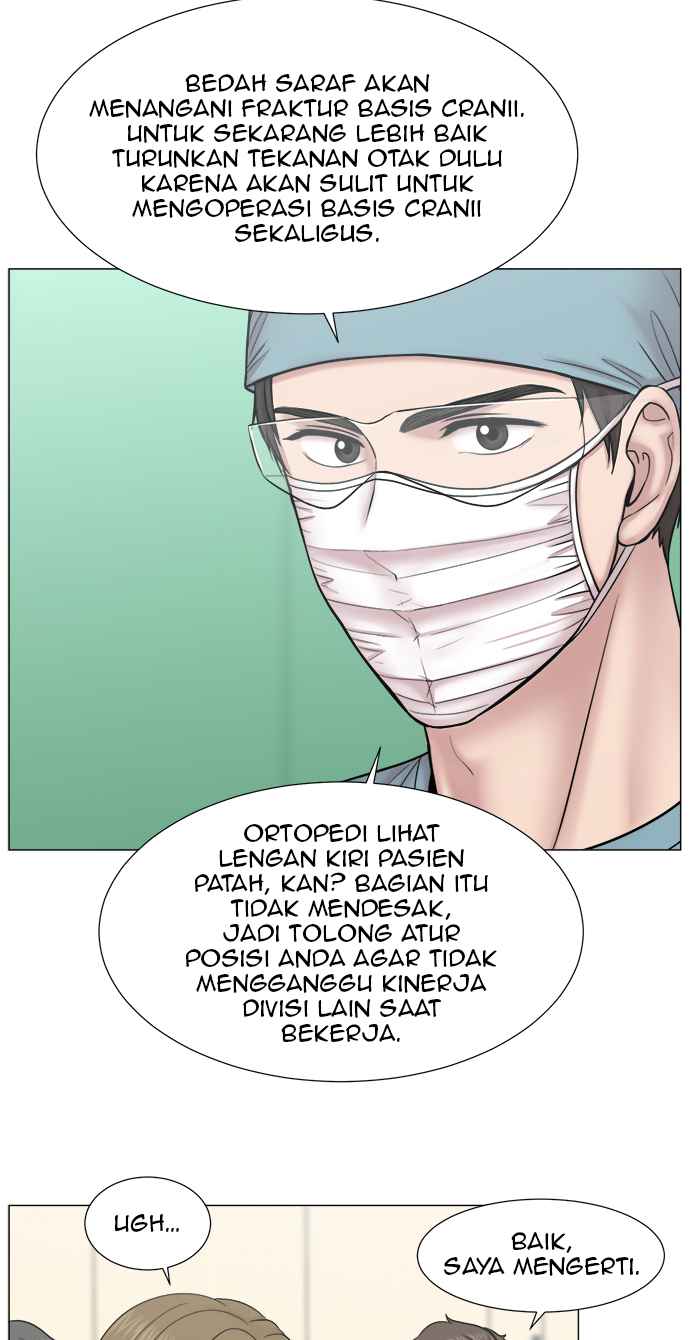 BEDAH SARAF AKAN
MENANGANI FRAKTUR BASIS CRANII.
UNTUK SEKARANG LEBIH BAIK
TURUNKAN TEKANAN OTAK DULU
KARENA AKAN SULIT UNTUK
MENGOPERASI BASIS CRANII
SEKALIGUS.
ORTOPEDI LIHAT
LENGAN KIRI PASIEN
PATAH, KAN? BAGIAN ITU
TIDAK MENDESAK,
JADI TOLONG ATUR
POSISI ANDA AGAR TIDAK
MENGGANGGU KINERJA
DIVISI LAIN SAAT
BEKERJA.
UGH...
BAIK,
SAYA MENGERTI.